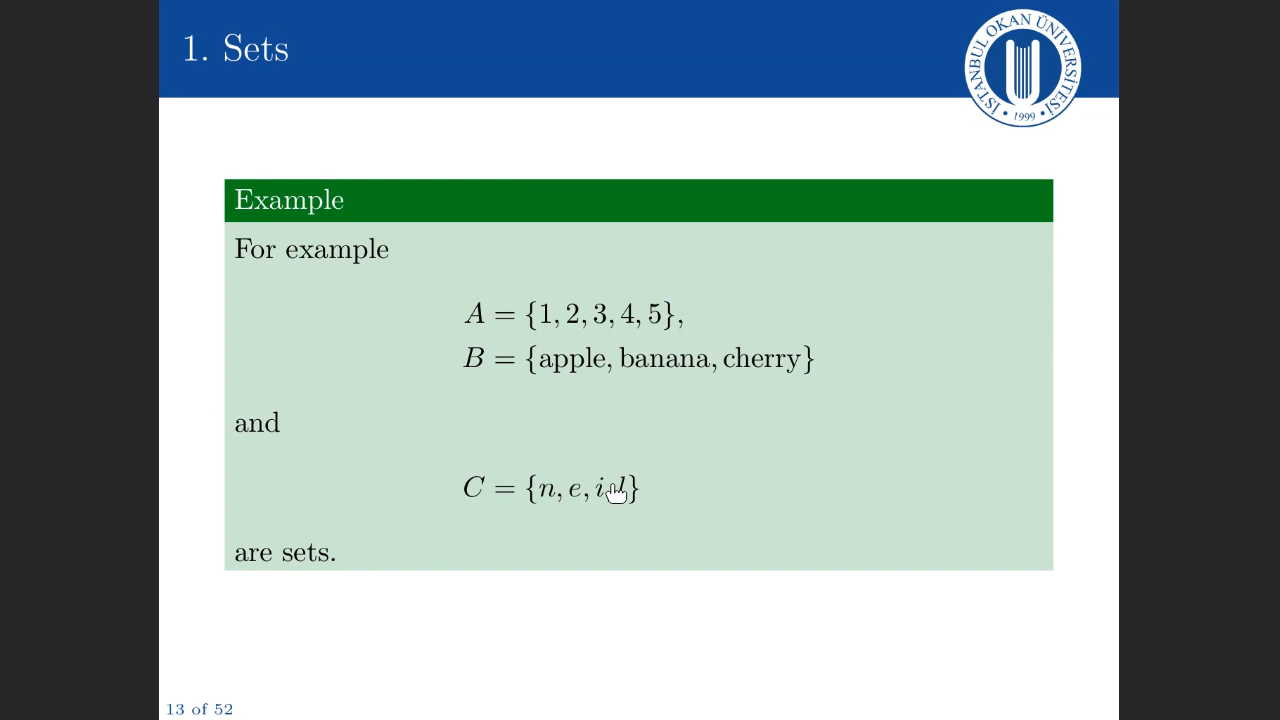 1. Sets
İSTANBUL OKAN ÜNİVERSİTESİ
• 1999 •
Example
For example
A = {1, 2, 3, 4, 5},
B = {apple, banana, cherry}
and
C = {n, e, i, l}
are sets.
13 of 52